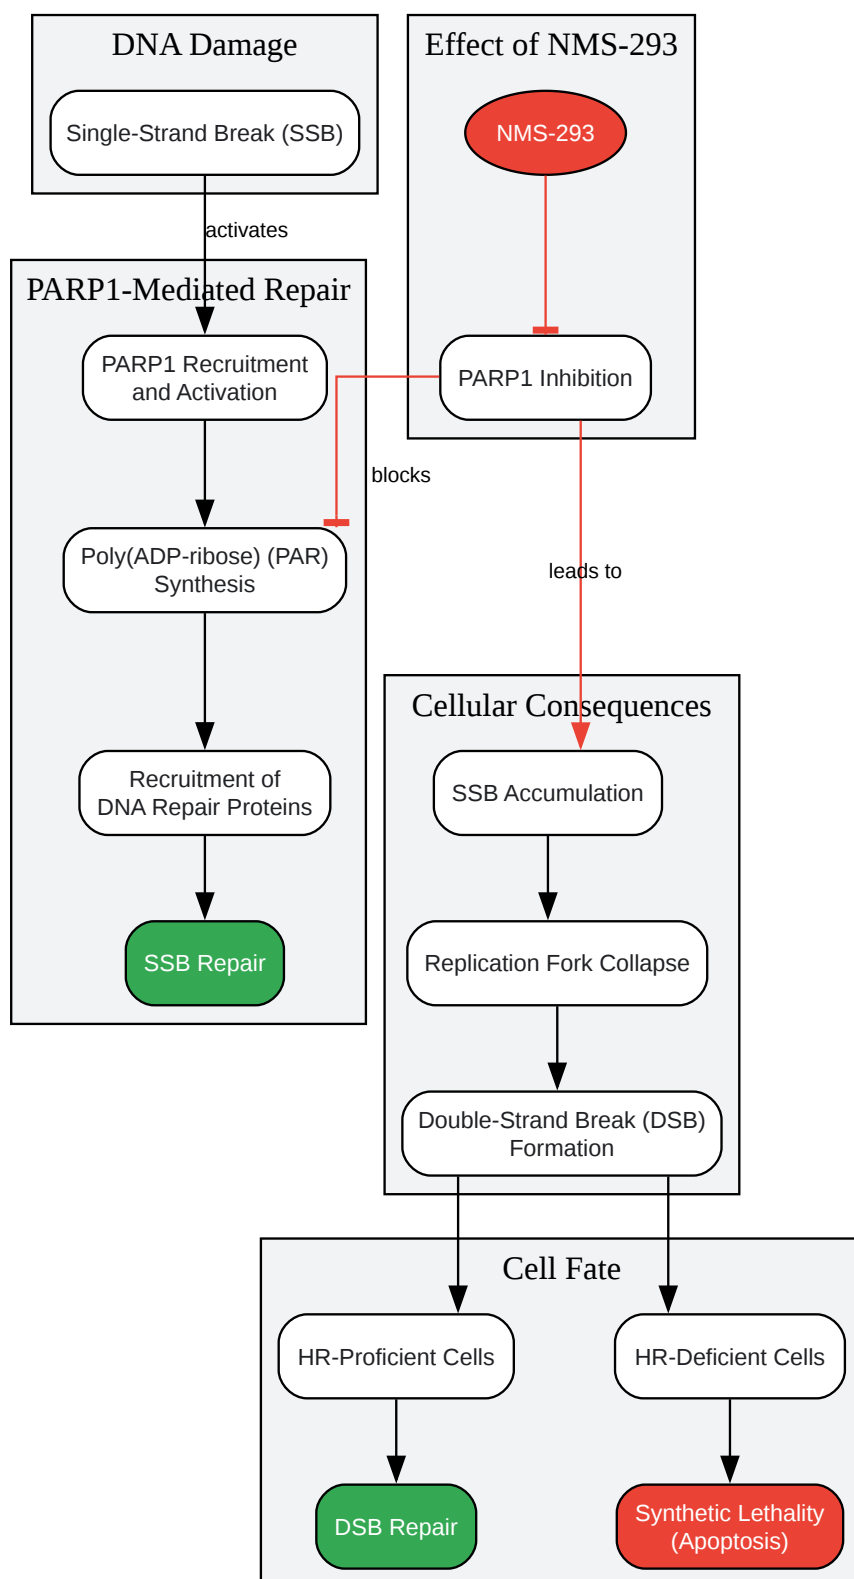 DNA Damage
Single-Strand Break (SSB)
activates
Effect of NMS-293
NMS-293
PARP1 Inhibition
blocks
leads to
PARP1-Mediated Repair
PARP1 Recruitment
and Activation
Poly(ADP-ribose) (PAR)
Synthesis
Recruitment of
DNA Repair Proteins
SSB Repair
Cellular Consequences
SSB Accumulation
Replication Fork Collapse
Double-Strand Break (DSB)
Formation
Cell Fate
HR-Proficient Cells
HR-Deficient Cells
DSB Repair
Synthetic Lethality
(Apoptosis)